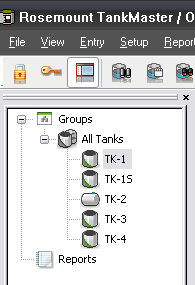 Rosemount TankMaster / O
File View Entry Setup Report
Groups
All Tanks
TK-1
TK-1S
TK-2
TK-3
TK-4
Reports